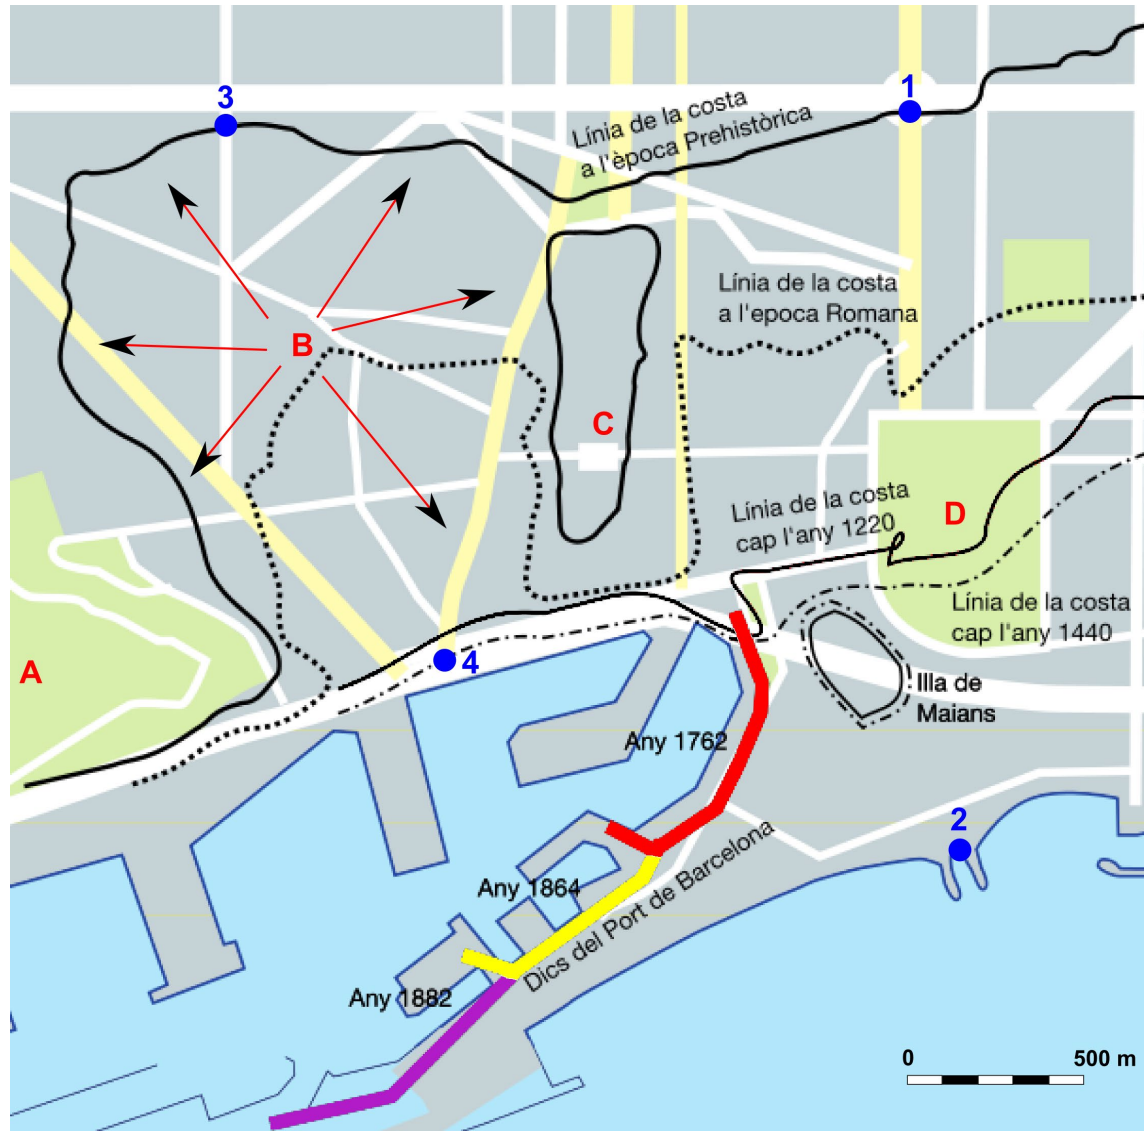 3
1
Línia de la costa
a l'època Prehistòrica
Línia de la costa
a l'epoca Romana
B
C
Línia de la costa
cap l'any 1220
D
Línia de la costa
cap l'any 1440
A
4
Illa de
Maians
Any 1762
2
Any 1864
Dics del Port de Barcelona
Any 1882
0 500 m